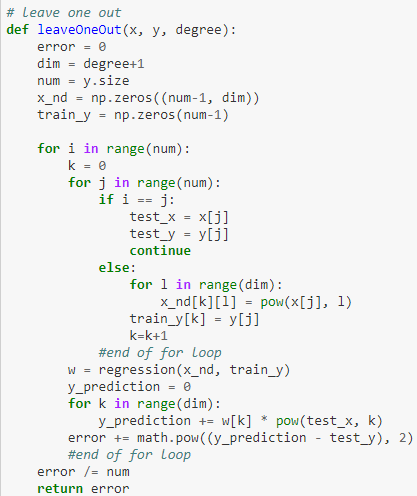 # leave one out
def leaveOneOut(x, y, degree):
    error = 0
    dim = degree+1
    num = y.size
    x_nd = np.zeros((num-1, dim))
    train_y = np.zeros(num-1)

    for i in range(num):
        k = 0
        for j in range(num):
            if i == j:
                test_x = x[j]
                test_y = y[j]
                continue
            else:
                for l in range(dim):
                    x_nd[k][l] = pow(x[j], l)
                train_y[k] = y[j]
                k=k+1
            #end of for loop
        w = regression(x_nd, train_y)
        y_prediction = 0
        for k in range(dim):
            y_prediction += w[k] * pow(test_x, k)
        error += math.pow((y_prediction - test_y), 2)
        #end of for loop
    error /= num
    return error